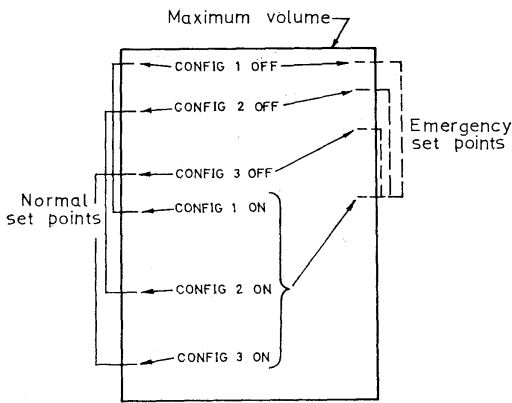 Maximum volume
CONFIG 1 OFF
CONFIG 2 OFF
Emergency
set points
CONFIG 3 OFF
Normal
set points
CONFIG 1 ON
CONFIG 2 ON
CONFIG 3 ON